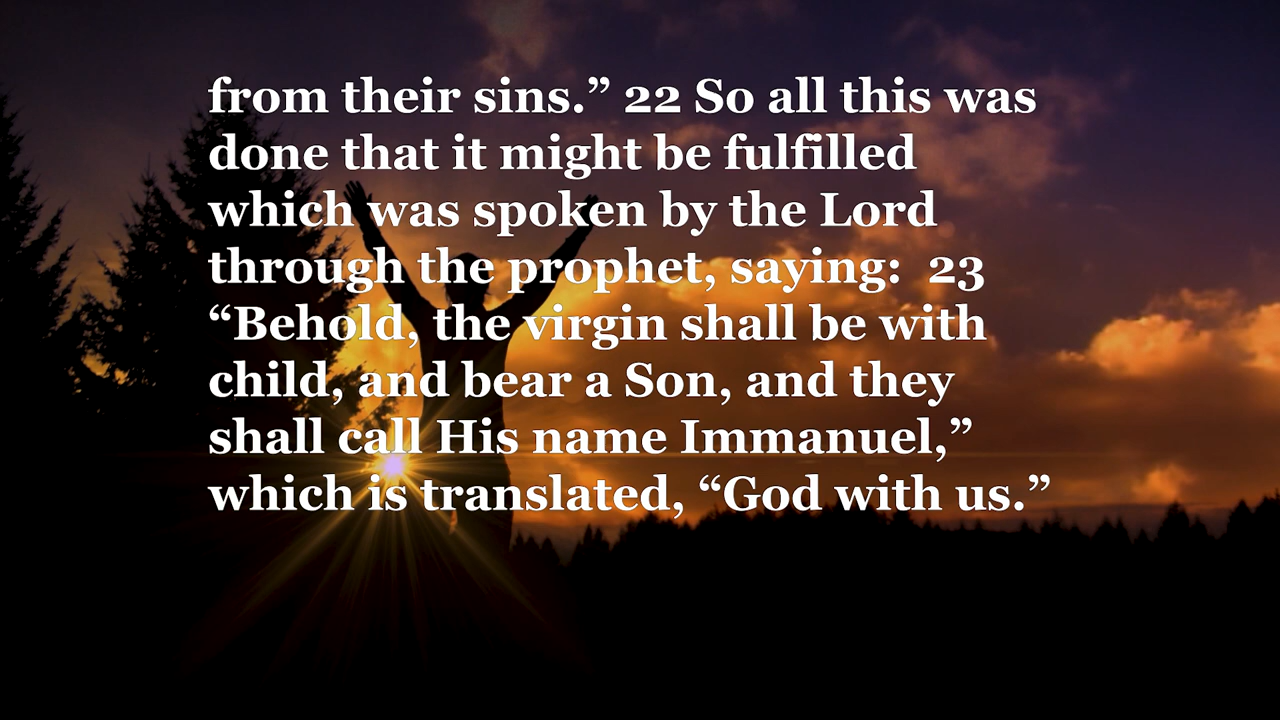 from their sins.” 22 So all this was
done that it might be fulfilled
which was spoken by the Lord
through the prophet, saying:  23
“Behold, the virgin shall be with
child, and bear a Son, and they
shall call His name Immanuel,”
which is translated, “God with us.”